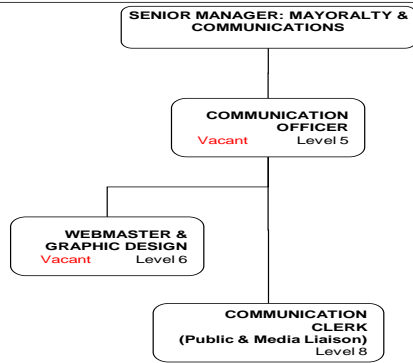 SENIOR MANAGER: MAYORALTY &
COMMUNICATIONS
COMMUNICATION
OFFICER
Vacant Level 5
WEBMASTER &
GRAPHIC DESIGN
Vacant Level 6
COMMUNICATION
CLERK
(Public & Media Liaison)
Level 8